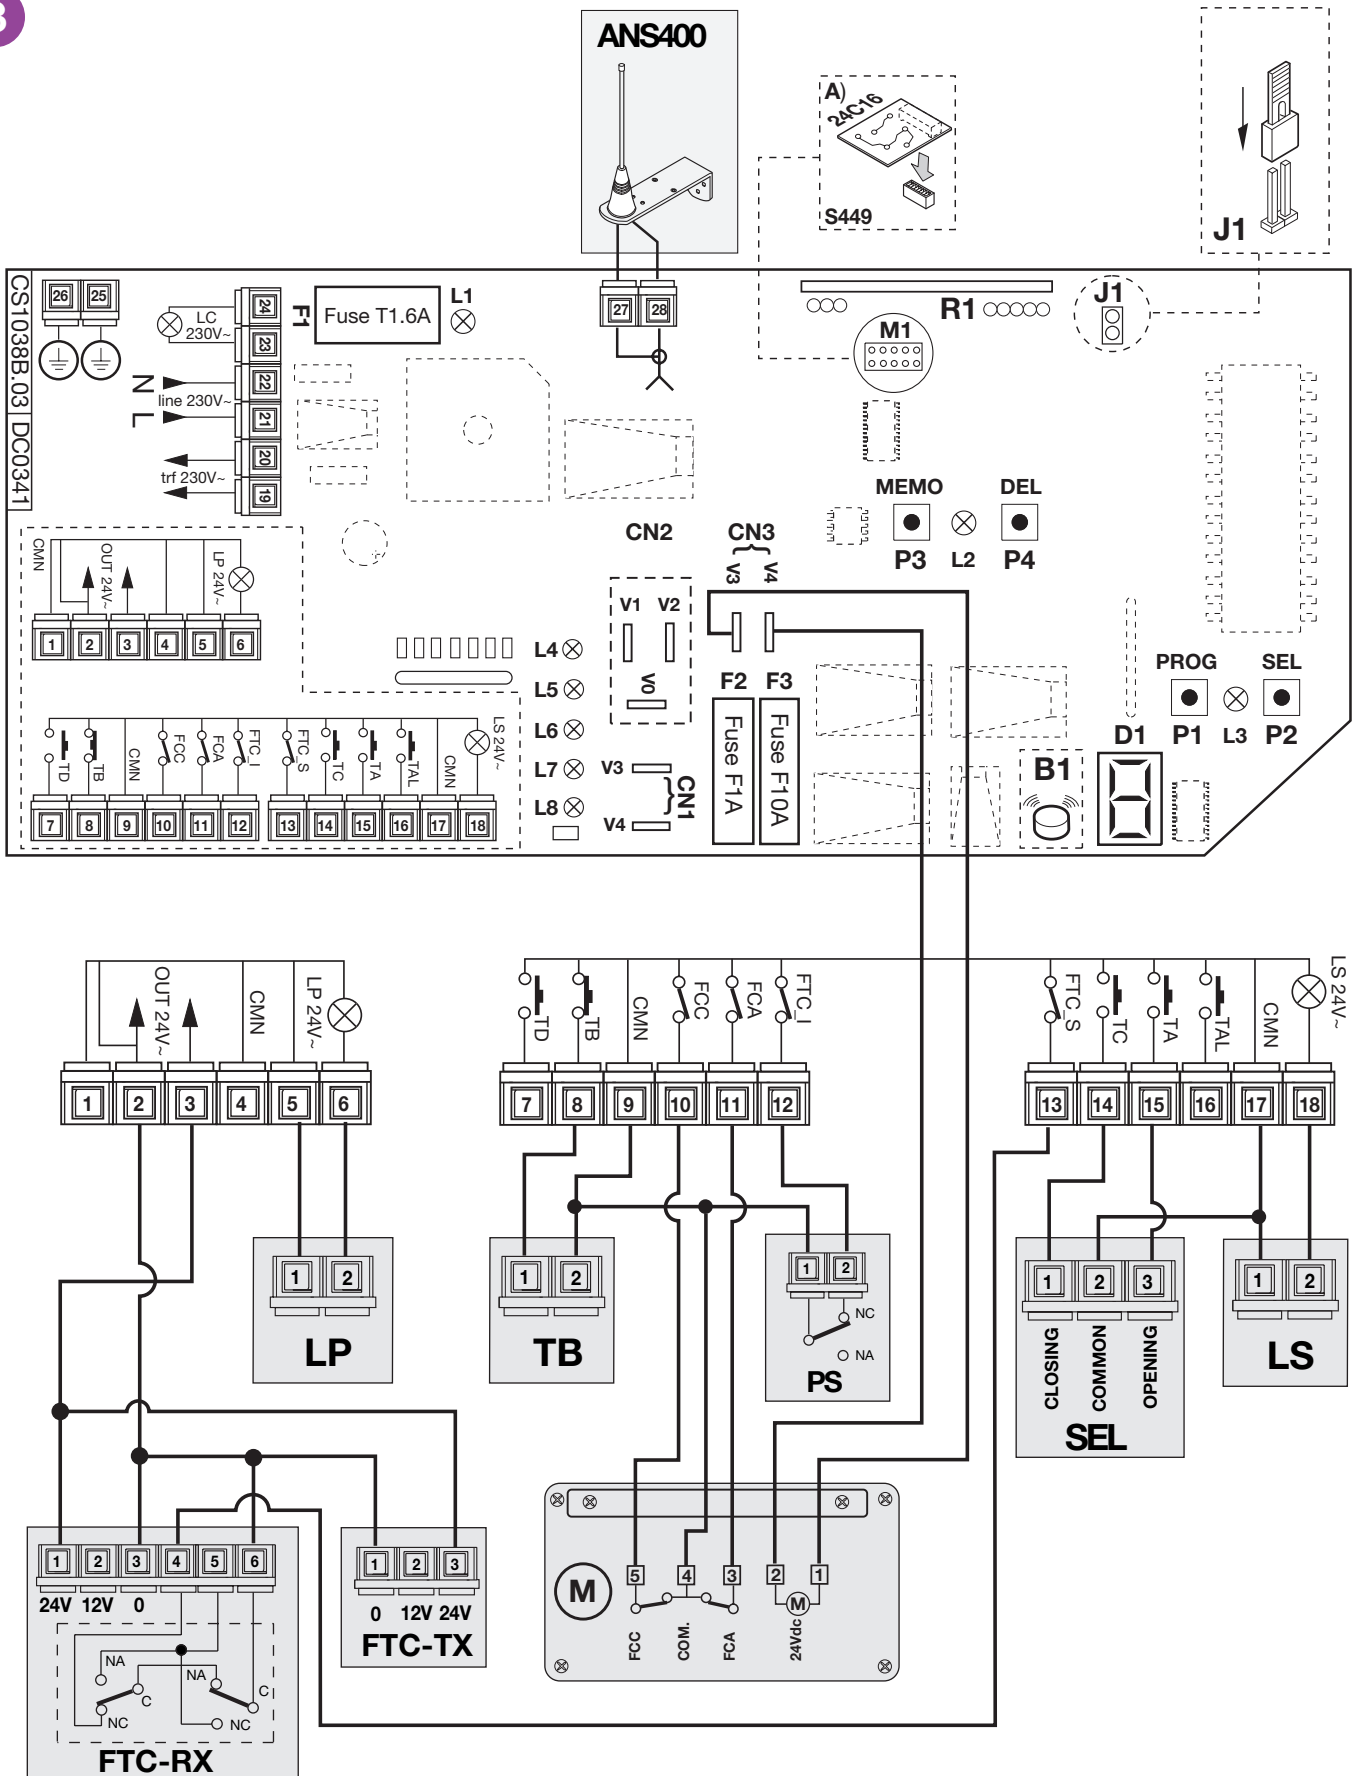 3
ANS400
A)
24C16
S449
J1
CS1038B.03 DC0341
26 25
LC
230V~
N
line 230V~
L
trf 230V~
24
23
22
21
20
19
F1
Fuse T1.6A
L1
27 28
R1
M1
J1
MEMO
DEL
P3 L2 P4
CN2
CN3
V3 V4
V1 V2
V0
CMN
OUT 24V~
LP 24V~
1 2 3 4 5 6
L4
L5
L6
L7
L8
F2 F3
Fuse F1A
Fuse F10A
V3
CN1
V4
PROG
SEL
P1 L3 P2
D1
B1
TD
TB
CMN
FCC
FCA
FTC_I
FTC_S
TC
TA
TAL
CMN
LS 24V~
7 8 9 10 11 12 13 14 15 16 17 18
OUT 24V~
CMN
LP 24V~
1 2 3 4 5 6
TD
TB
CMN
FCC
FCA
FTC_I
7 8 9 10 11 12
FTC_S
TC
TA
TAL
CMN
LS 24V~
13 14 15 16 17 18
1 2
LP
1 2
TB
1 2
NC
NA
PS
1 2 3
CLOSING
COMMON
OPENING
SEL
1 2
LS
1 2 3 4 5 6
24V 12V 0
NA
C
NC
NA
C
NC
FTC-RX
1 2 3
0 12V 24V
FTC-TX
M
5 4 3 2 1
M
FCC
COM.
FCA
24Vdc